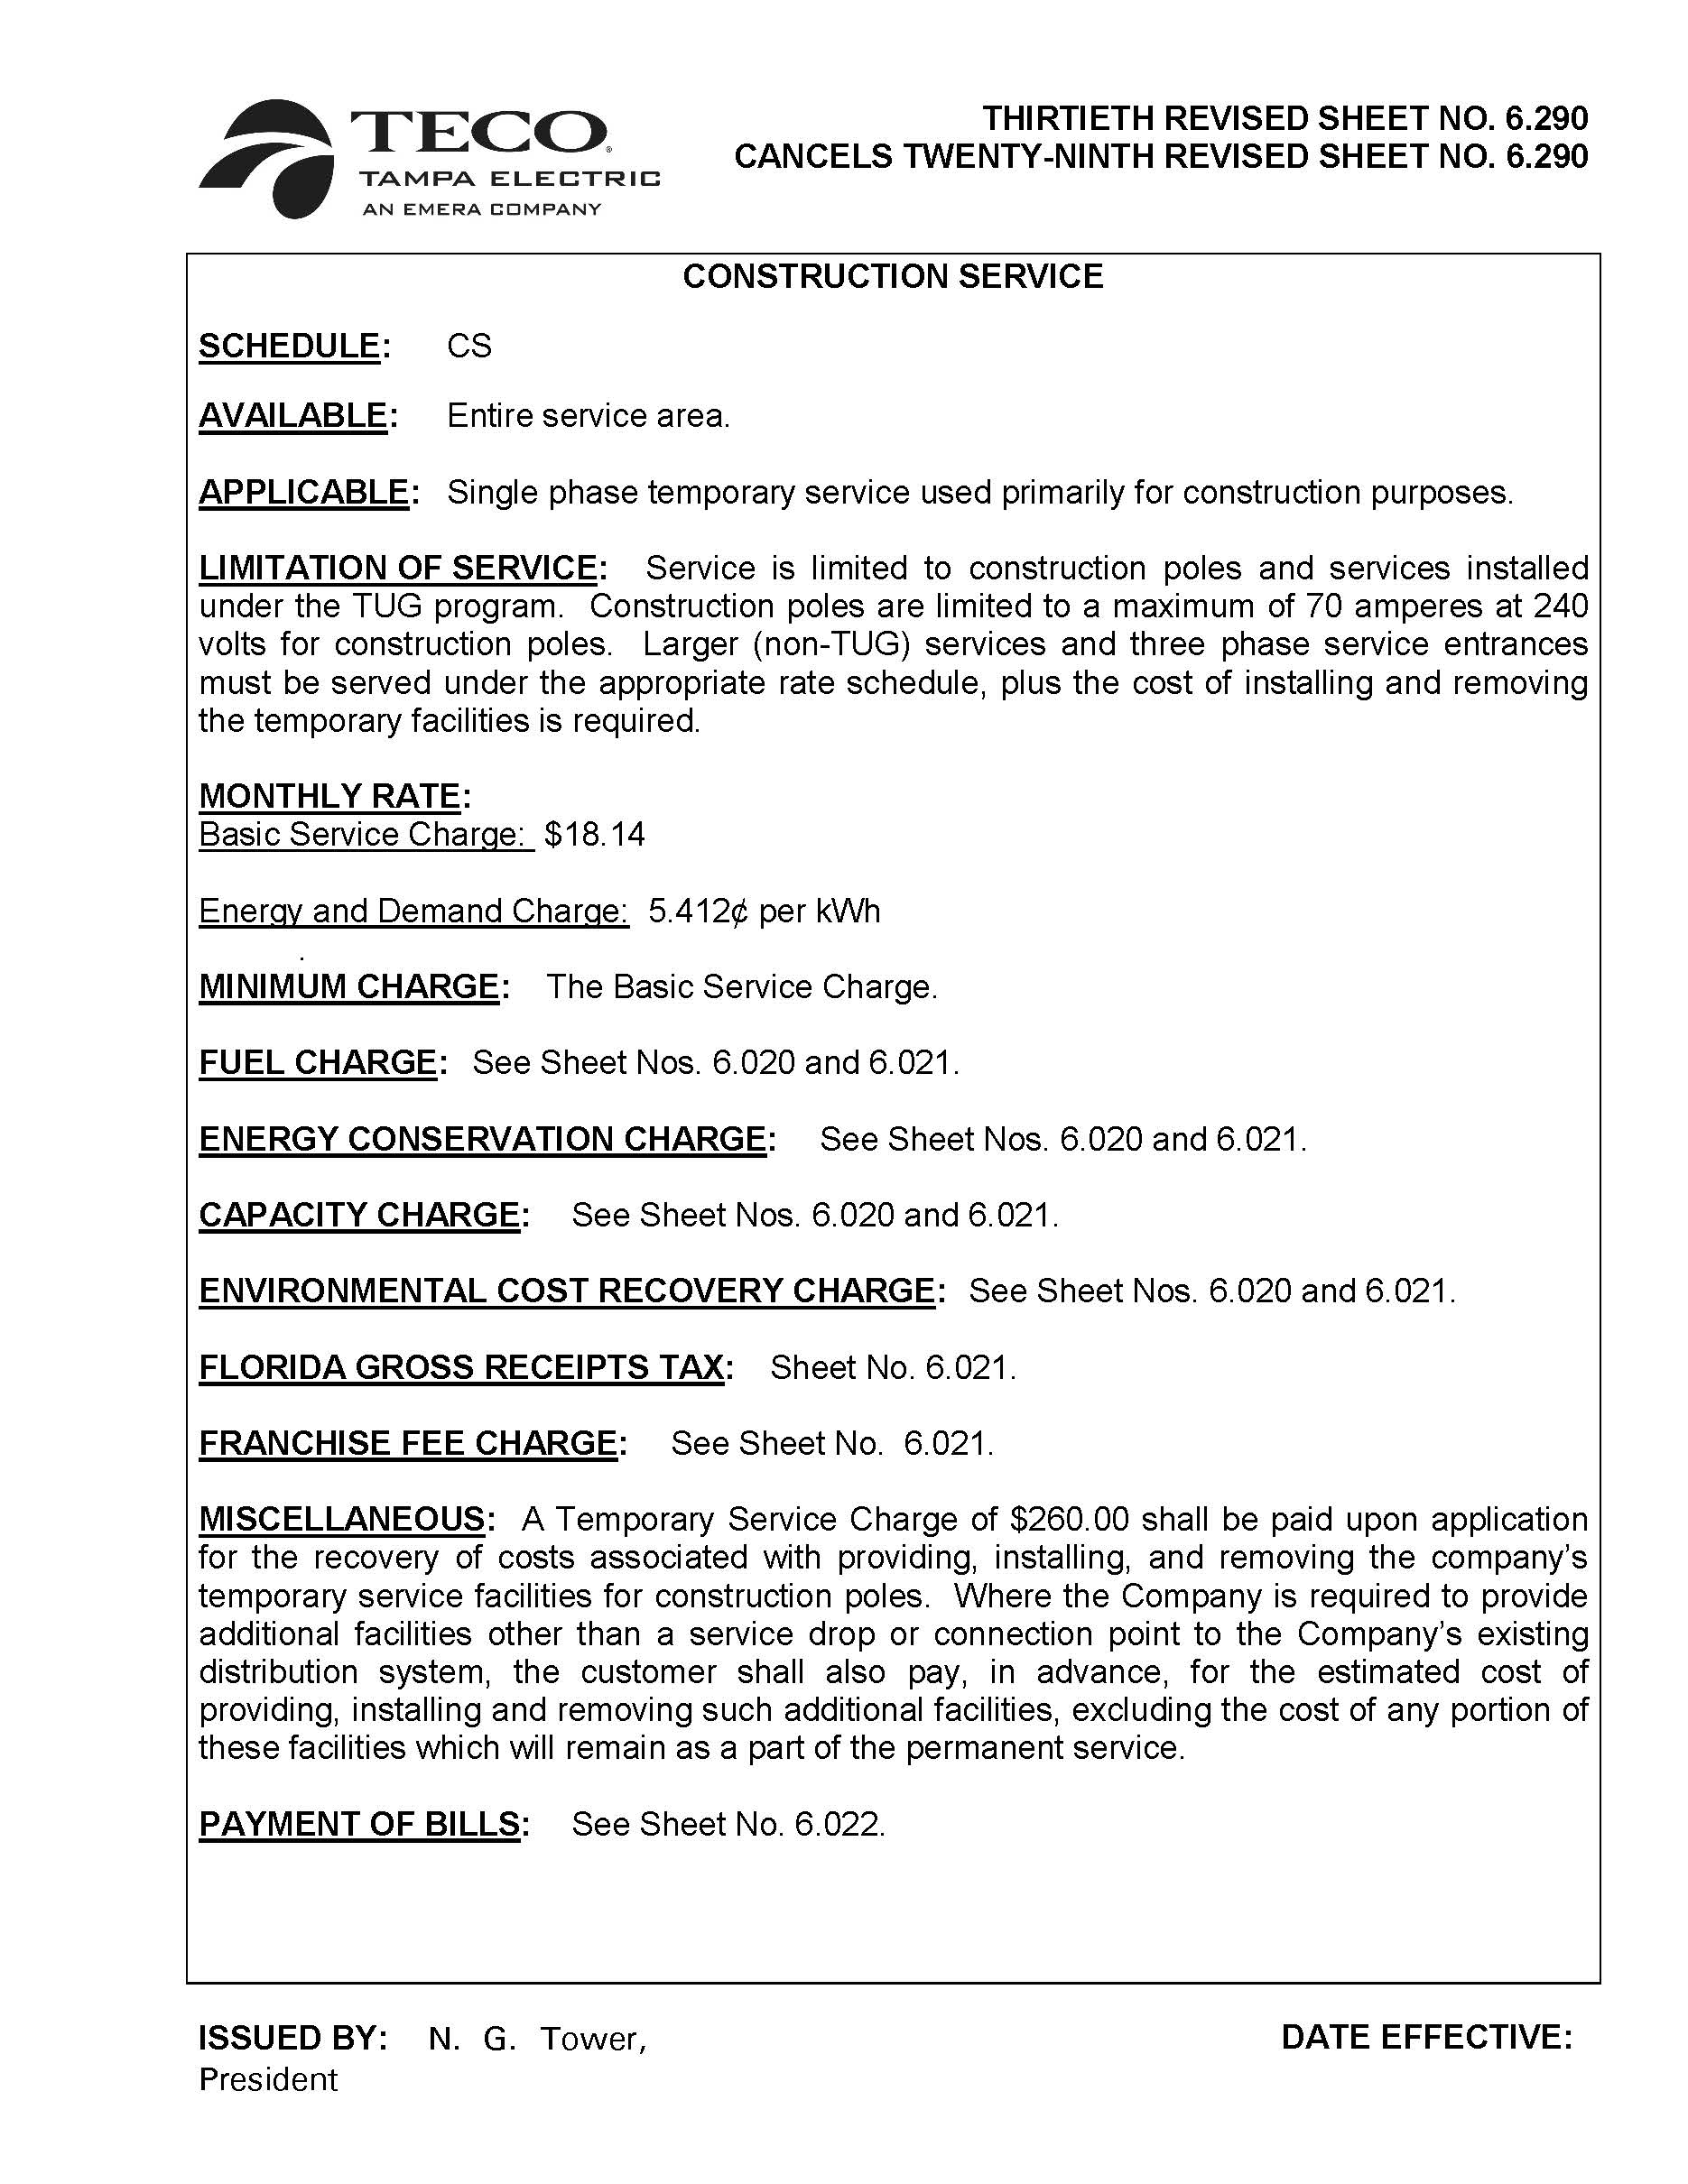 TECO®
TAMPA ELECTRIC
AN EMERA COMPANY
THIRTIETH REVISED SHEET NO. 6.290
CANCELS TWENTY-NINTH REVISED SHEET NO. 6.290
CONSTRUCTION SERVICE
SCHEDULE: CS
AVAILABLE: Entire service area.
APPLICABLE: Single phase temporary service used primarily for construction purposes.
LIMITATION OF SERVICE: Service is limited to construction poles and services installed
under the TUG program. Construction poles are limited to a maximum of 70 amperes at 240
volts for construction poles. Larger (non-TUG) services and three phase service entrances
must be served under the appropriate rate schedule, plus the cost of installing and removing
the temporary facilities is required.
MONTHLY RATE:
Basic Service Charge: $18.14
Energy and Demand Charge: 5.412¢ per kWh
.
MINIMUM CHARGE: The Basic Service Charge.
FUEL CHARGE: See Sheet Nos. 6.020 and 6.021.
ENERGY CONSERVATION CHARGE: See Sheet Nos. 6.020 and 6.021.
CAPACITY CHARGE: See Sheet Nos. 6.020 and 6.021.
ENVIRONMENTAL COST RECOVERY CHARGE: See Sheet Nos. 6.020 and 6.021.
FLORIDA GROSS RECEIPTS TAX: Sheet No. 6.021.
FRANCHISE FEE CHARGE: See Sheet No. 6.021.
MISCELLANEOUS: A Temporary Service Charge of $260.00 shall be paid upon application
for the recovery of costs associated with providing, installing, and removing the company's
temporary service facilities for construction poles. Where the Company is required to provide
additional facilities other than a service drop or connection point to the Company's existing
distribution system, the customer shall also pay, in advance, for the estimated cost of
providing, installing and removing such additional facilities, excluding the cost of any portion of
these facilities which will remain as a part of the permanent service.
PAYMENT OF BILLS: See Sheet No. 6.022.
ISSUED BY: N. G. Tower,
President
DATE EFFECTIVE: